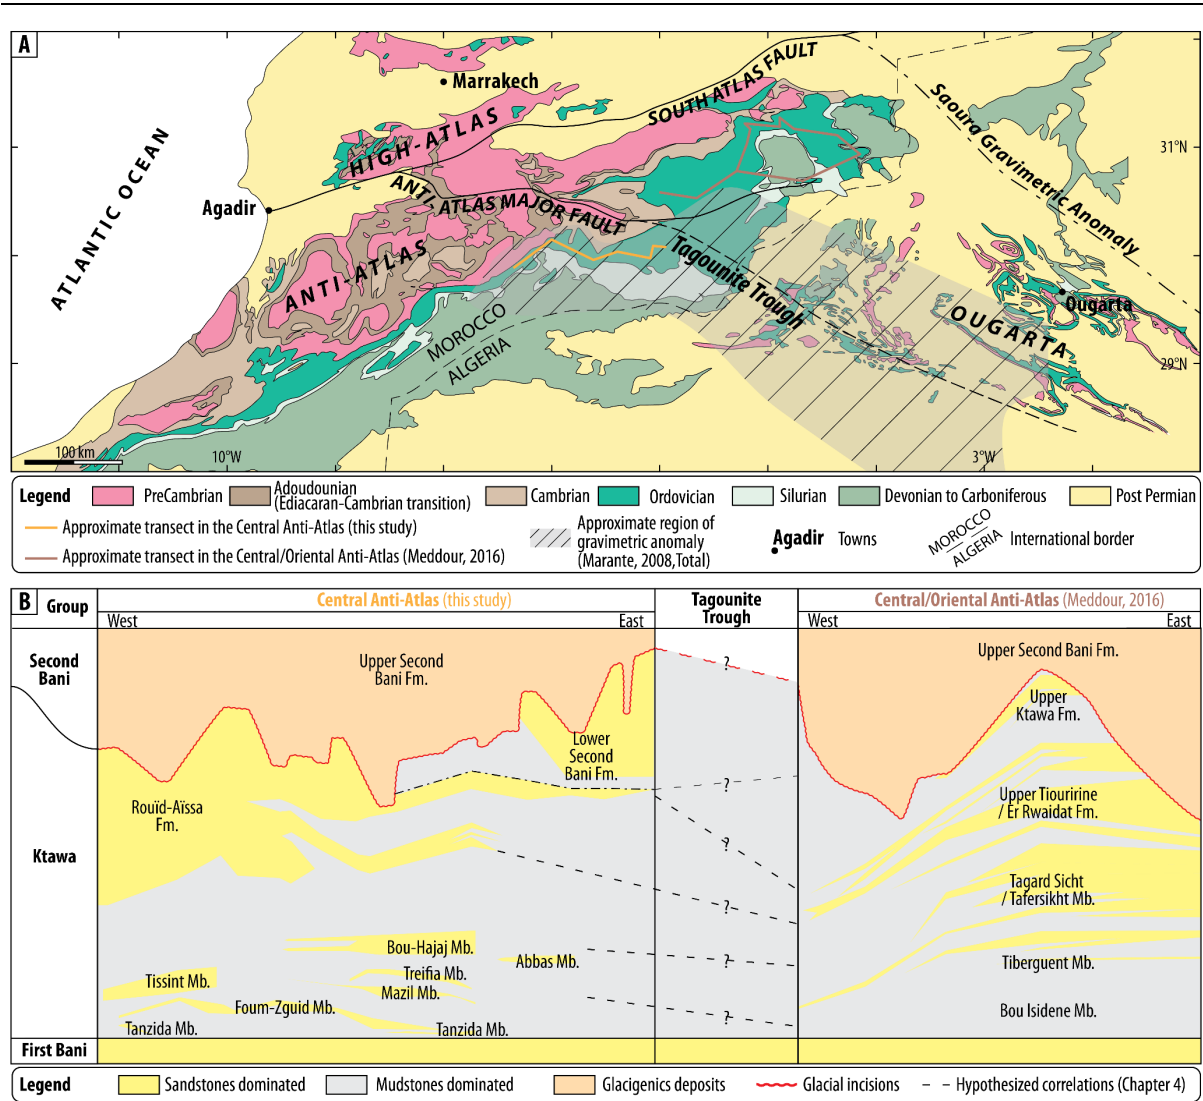 A
Marrakech
SOUTH ATLAS FAULT
Saoura Gravimetric Anomaly
31°N
HIGH-ATLAS
ATLANTIC OCEAN
Agadir
ANTI-ATLAS MAJOR FAULT
ANTI-ATLAS
Tagounite Trough
Ougarta
OUGARTA
MOROCCO
ALGERIA
29°N
100 km
10°W
3°W
Legend
PreCambrian
Adoudounian
(Ediacaran-Cambrian transition)
Cambrian
Ordovician
Silurian
Devonian to Carboniferous
Post Permian
Approximate transect in the Central Anti-Atlas (this study)
Approximate transect in the Central/Oriental Anti-Atlas (Meddour, 2016)
Approximate region of
gravimetric anomaly
(Marante, 2008,Total)
Agadir
Towns
MOROCCO
ALGERIA
International border
B
Group
Central Anti-Atlas (this study)
West
East
Tagounite
Trough
Central/Oriental Anti-Atlas (Meddour, 2016)
West
East
Second
Bani
Upper Second
Bani Fm.
?
Upper Second Bani Fm.
Upper
Ktawa Fm.
Lower
Second
Bani Fm.
?
Rouïd-Aïssa
Fm.
Upper Tiouririne
/ Er Rwaidat Fm.
?
Ktawa
Tagard Sicht
/ Tafersikht Mb.
?
Bou-Hajaj Mb.
Abbas Mb.
?
Tiberguent Mb.
Treifia Mb.
Tissint Mb.
Mazil Mb.
Foum-Zguid Mb.
Bou Isidene Mb.
?
Tanzida Mb.
Tanzida Mb.
First Bani
Legend
Sandstones dominated
Mudstones dominated
Glacigenics deposits
Glacial incisions
Hypothesized correlations (Chapter 4)